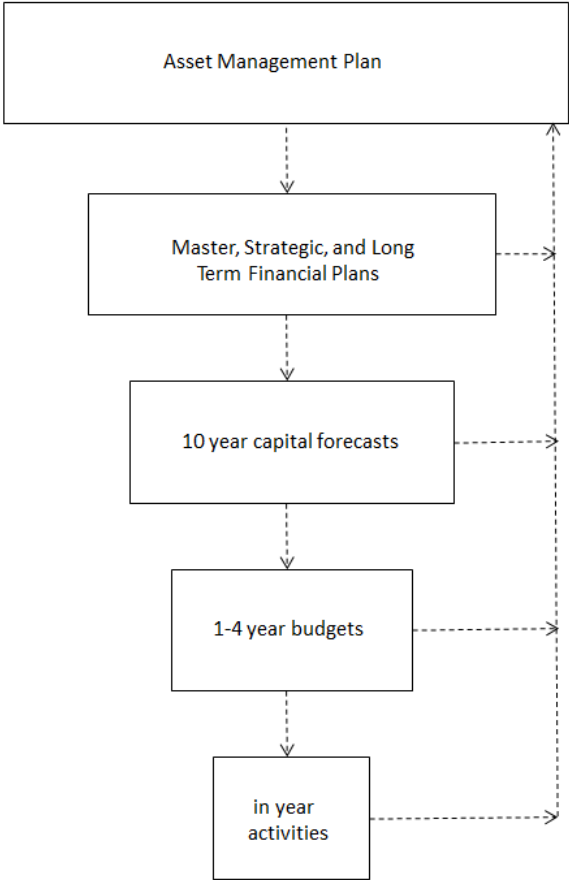 Asset Management Plan
Master, Strategic, and Long
Term Financial Plans
10 year capital forecasts
1-4 year budgets
in year
activities